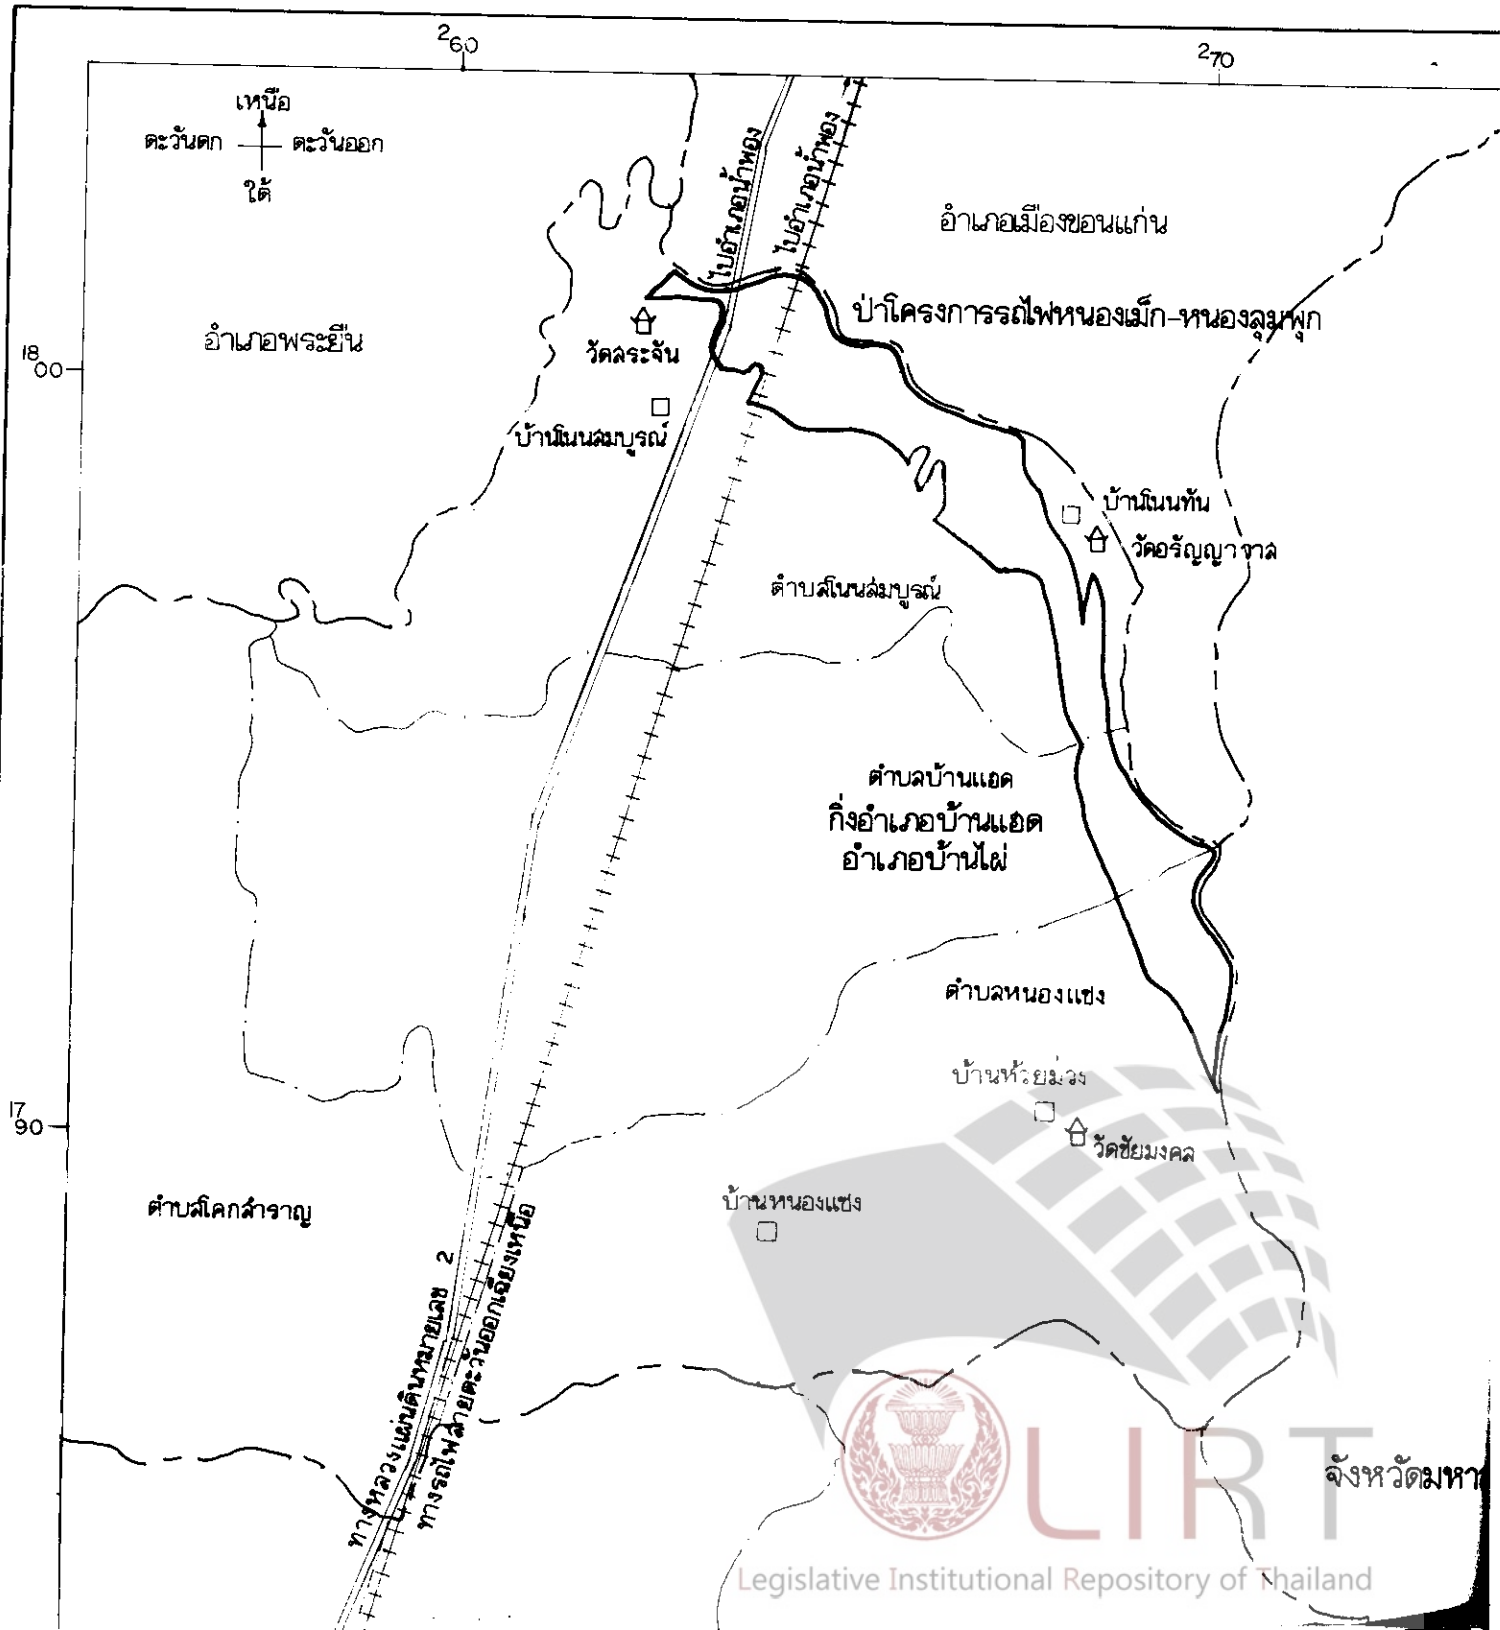 260
270
เหนือ
ตะวันตก
ตะวันออก
ใต้
ไปอำเภอน้ำพอง
ไปอำเภอน้ำพอง
อำเภอเมืองขอนแก่น
ป่าโครงการรถไฟหนองเม็ก-หนองลุมพุก
อำเภอพระยืน
วัดสระจัน
1800
บ้านโนนสมบูรณ์
บ้านโนนทัน
วัดอรัญญาวาส
ตำบลโนนสมบูรณ์
ตำบลบ้านแฮด
กิ่งอำเภอบ้านแฮด
อำเภอบ้านไผ่
ตำบลหนองแซง
บ้านห้วยม่วง
1790
วัดชัยมงคล
บ้านหนองแซง
ตำบลโคกสำราญ
ทางหลวงแผ่นดินหมายเลข 2
ทางรถไฟสายตะวันออกเฉียงเหนือ
จังหวัดมหา
LIRT
Legislative Institutional Repository of Thailand